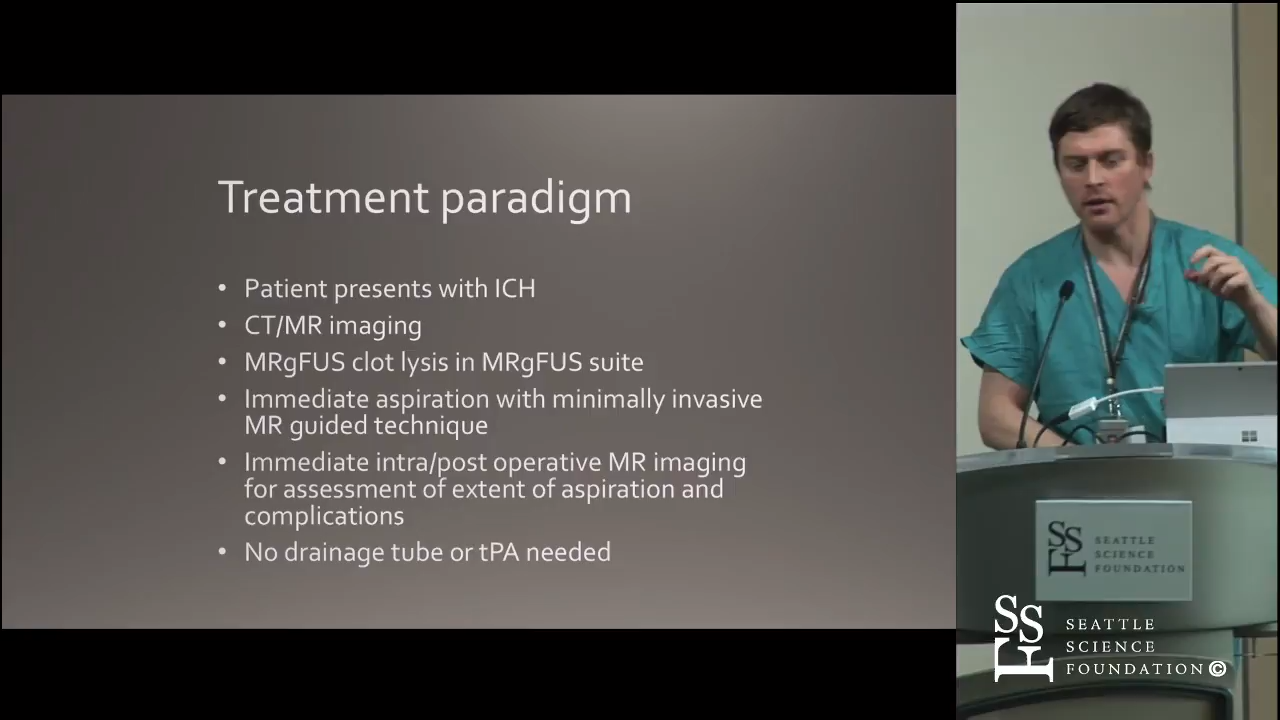 Treatment paradigm
• Patient presents with ICH
• CT/MR imaging
• MRgFUS clot lysis in MRgFUS suite
• Immediate aspiration with minimally invasive
MR guided technique
• Immediate intra/post operative MR imaging
for assessment of extent of aspiration and
complications
• No drainage tube or tPA needed
SSF
SEATTLE
SCIENCE
FOUNDATION
SSF
SEATTLE
SCIENCE
FOUNDATION©